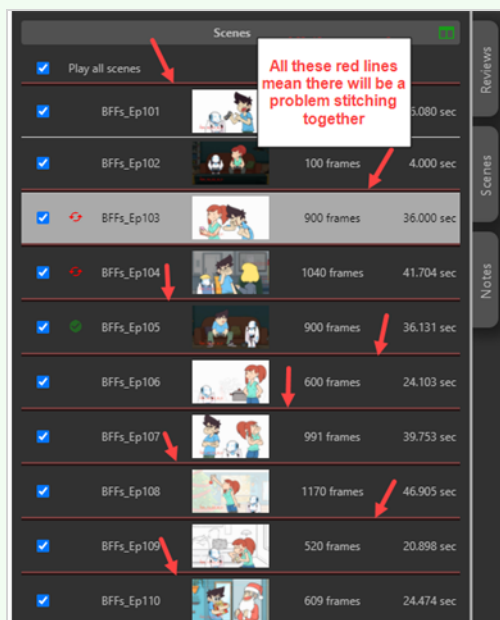 Scenes
Play all scenes
All these red lines
mean there will be a
problem stitching
together
BFFs_Ep101 5.080 sec
BFFs_Ep102 100 frames 4.000 sec
BFFs_Ep103 900 frames 36.000 sec
BFFs_Ep104 1040 frames 41.704 sec
BFFs_Ep105 900 frames 36.131 sec
BFFs_Ep106 600 frames 24.103 sec
BFFs_Ep107 991 frames 39.753 sec
BFFs_Ep108 1170 frames 46.905 sec
BFFs_Ep109 520 frames 20.898 sec
BFFs_Ep110 609 frames 24.474 sec
Reviews
Scenes
Notes